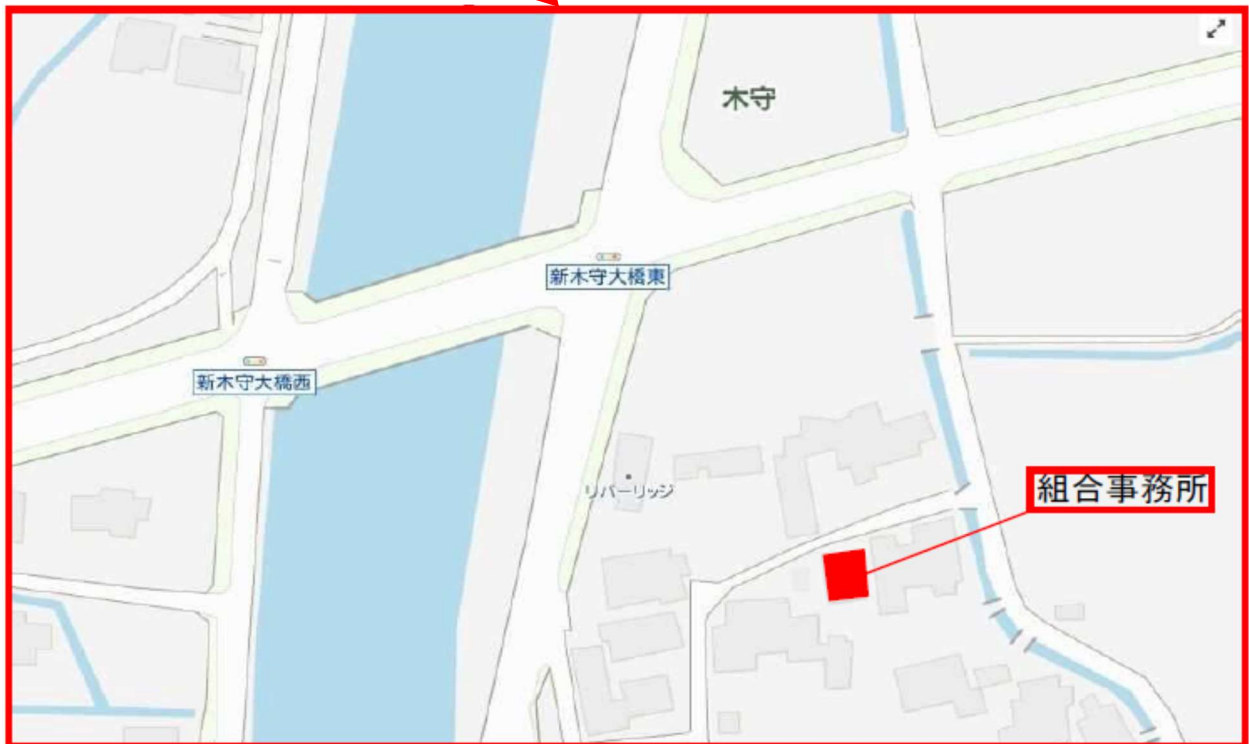 木守
新木守大橋東
新木守大橋西
リバーリッジ
組合事務所